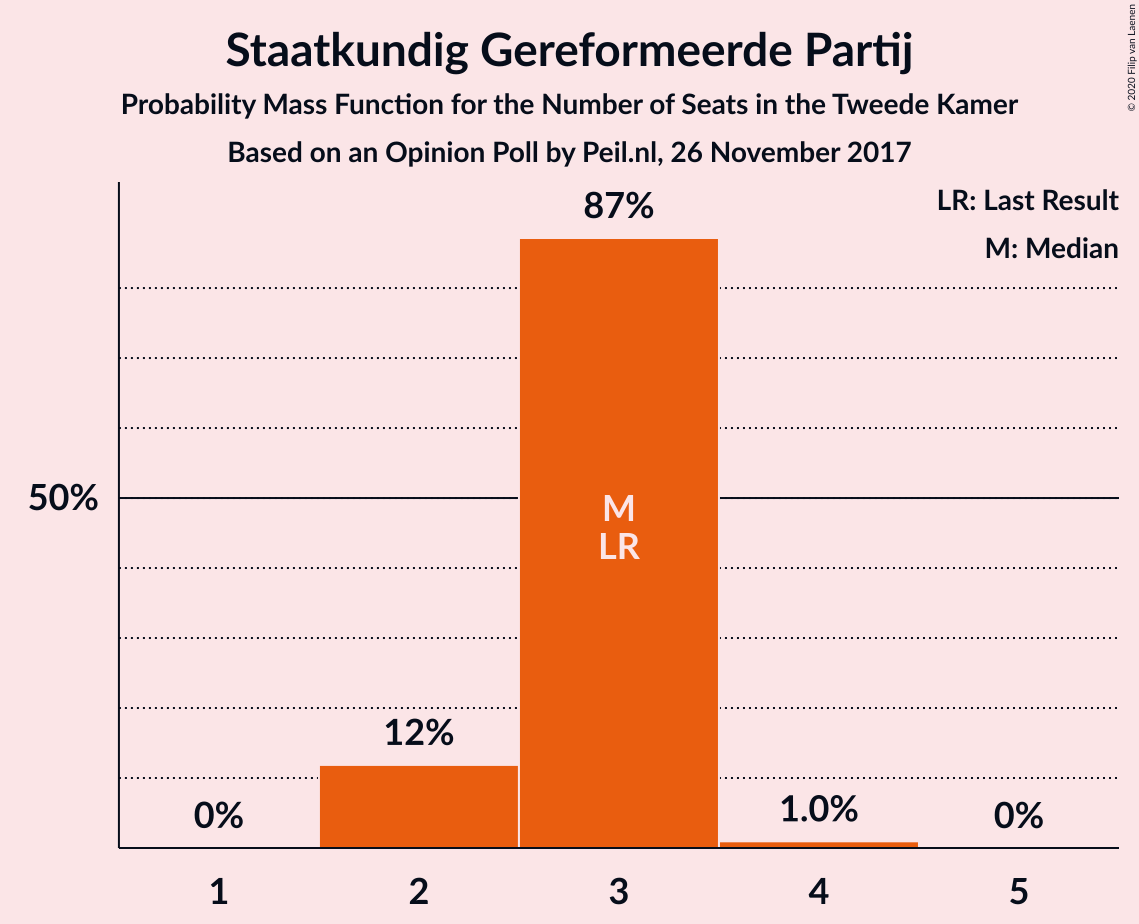 Staatkundig Gereformeerde Partij
Probability Mass Function for the Number of Seats in the Tweede Kamer
Based on an Opinion Poll by Peil.nl, 26 November 2017
© 2020 Filip van Laenen
LR: Last Result
M: Median
87%
50%
M
LR
12%
0%
1.0%
0%
1 2 3 4 5